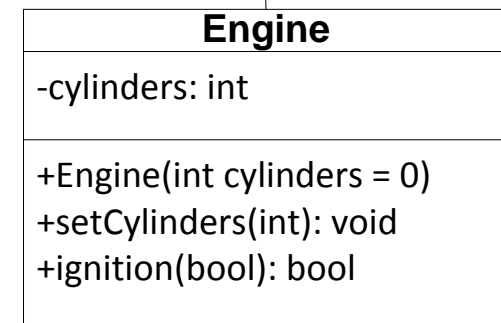 Engine
-cylinders: int
+Engine(int cylinders = 0)
+setCylinders(int): void
+ignition(bool): bool